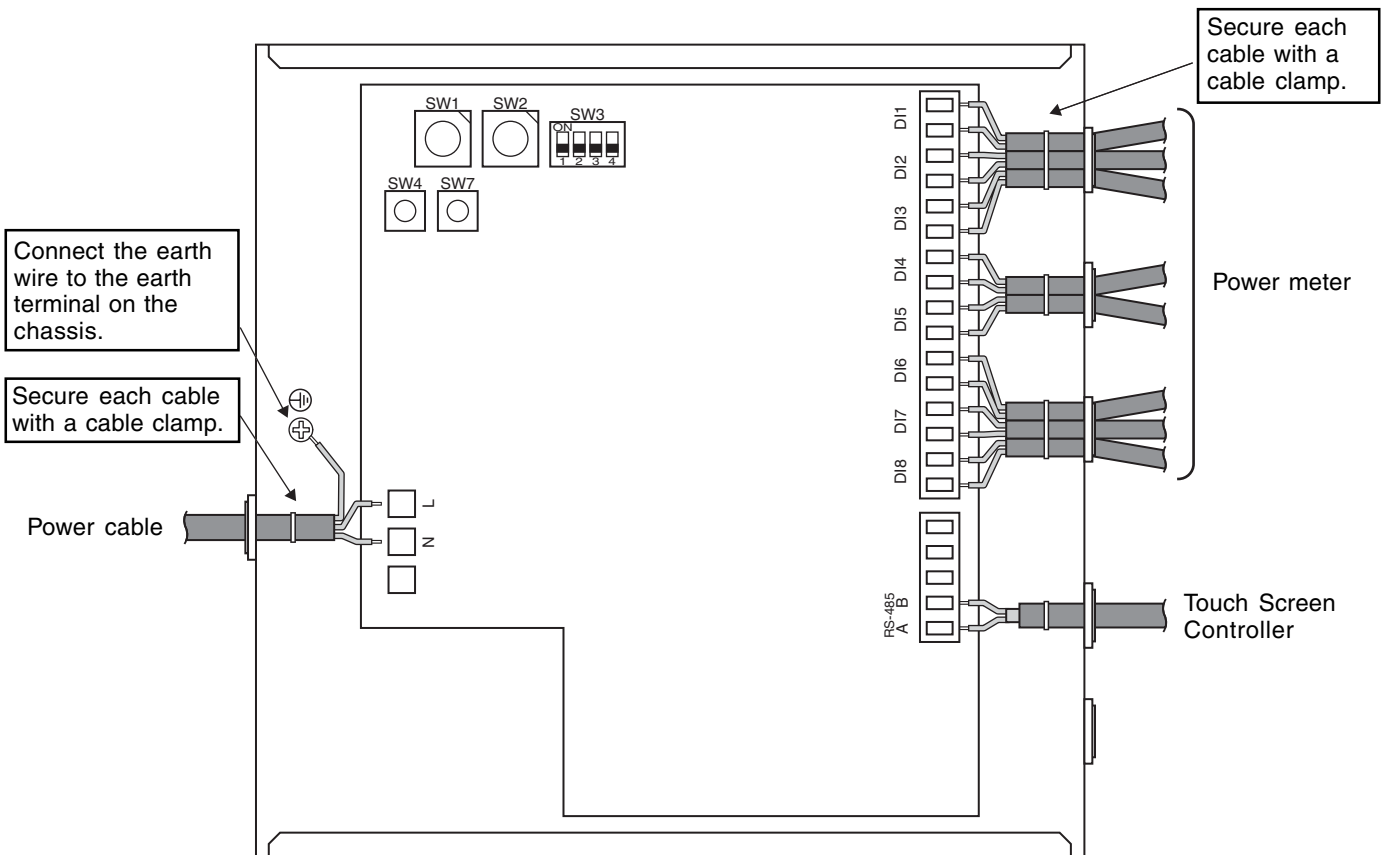 Secure each
cable with a
cable clamp.
SW1
SW2
SW3
ON
1 2 3 4
SW4
SW7
DI1
DI2
DI3
DI4
DI5
DI6
DI7
DI8
Power meter
Connect the earth
wire to the earth
terminal on the
chassis.
Secure each cable
with a cable clamp.
Power cable
L
N
RS-485
B
A
Touch Screen
Controller